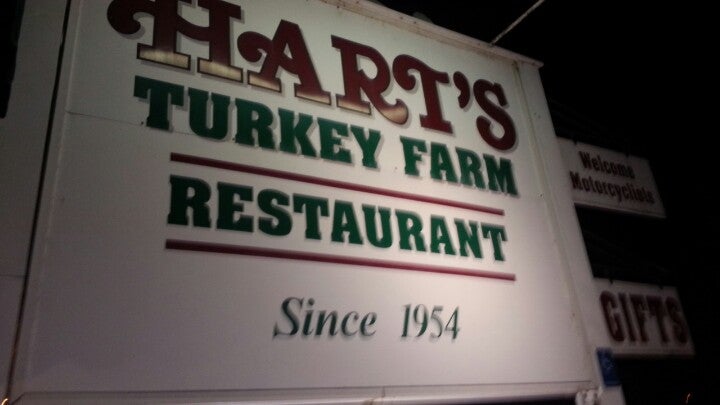 HART'S
TURKEY FARM
RESTAURANT
Since 1954
Welcome
Motorcyclists
GIFTS